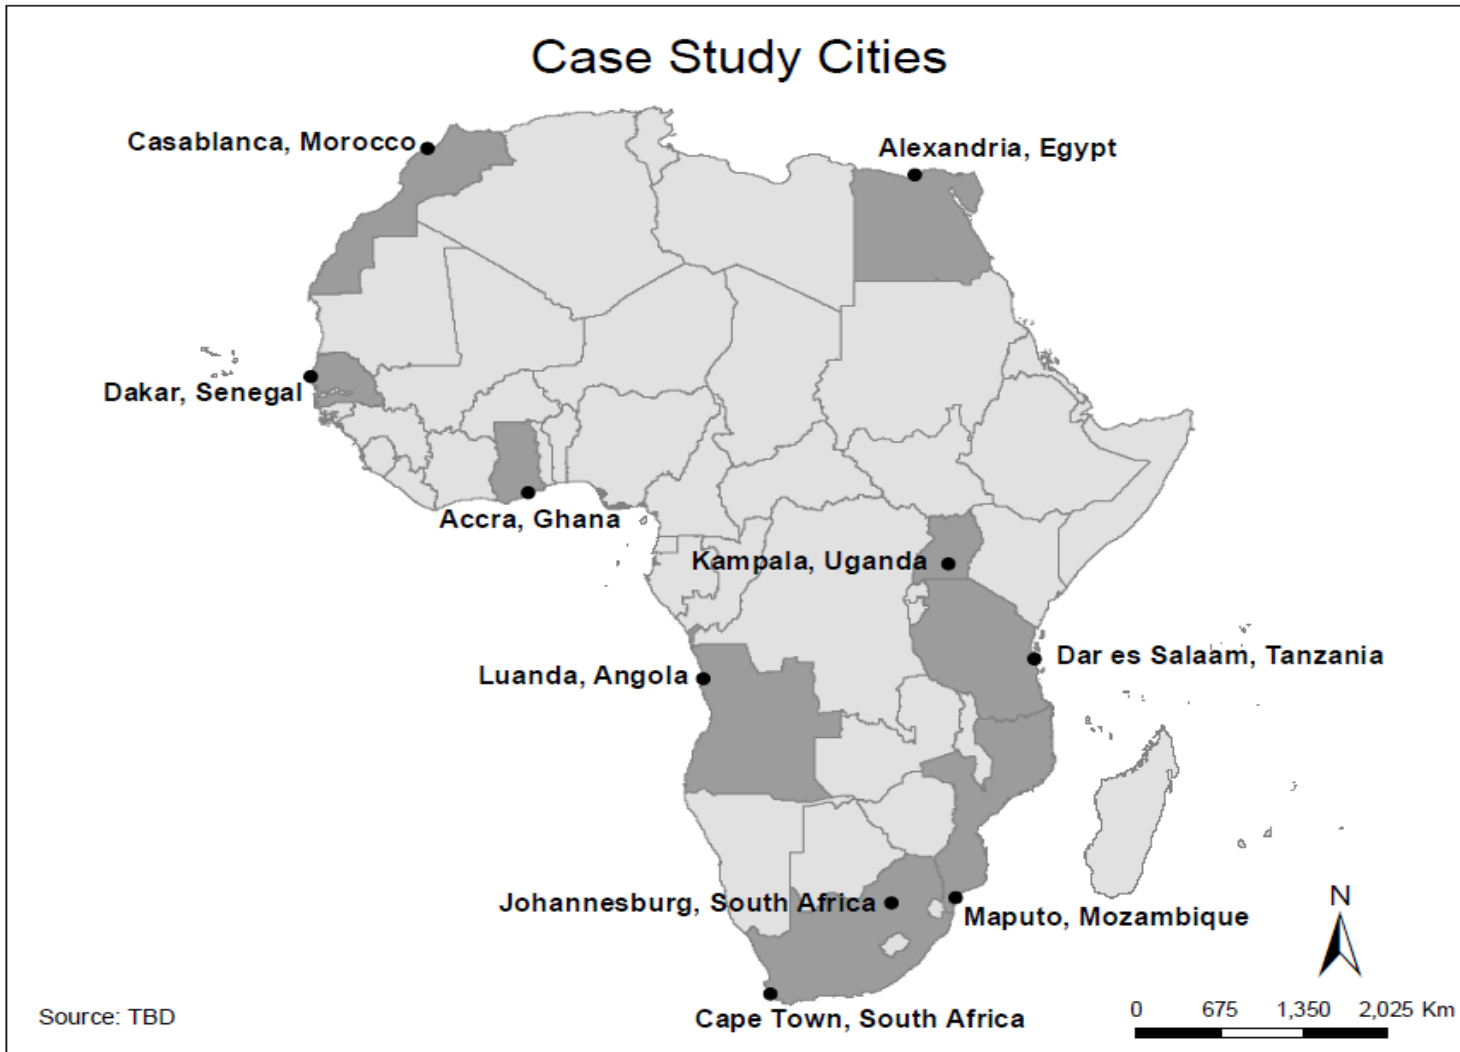 Case Study Cities
Casablanca, Morocco
Alexandria, Egypt
Dakar, Senegal
Accra, Ghana
Kampala, Uganda
Dar es Salaam, Tanzania
Luanda, Angola
Johannesburg, South Africa
Maputo, Mozambique
Cape Town, South Africa
N
0 675 1,350 2,025 Km
Source: TBD